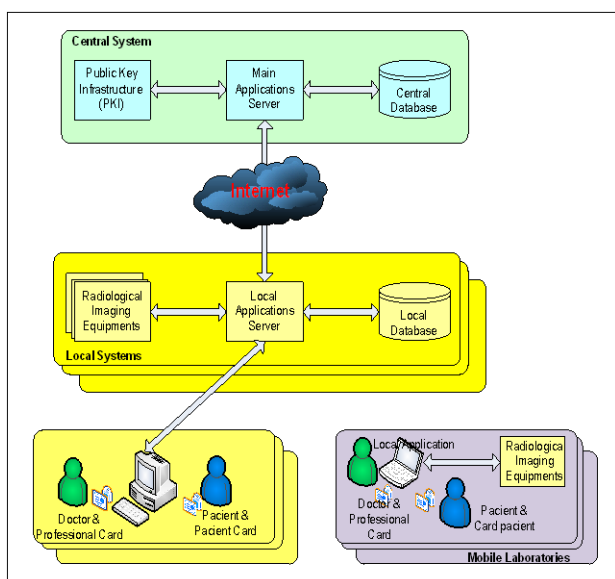 Central System
Public Key
Infrastructure
(PKI)
Main
Applications
Server
Central
Database
Internet
Radiological
Imaging
Equipments
Local
Applications
Server
Local
Database
Local Systems
Doctor &
Professional Card
Pacient &
Pacient Card
Local Application
Radiological
Imaging
Equipments
Doctor &
Professional
Card
Pacient &
Card pacient
Mobile Laboratories